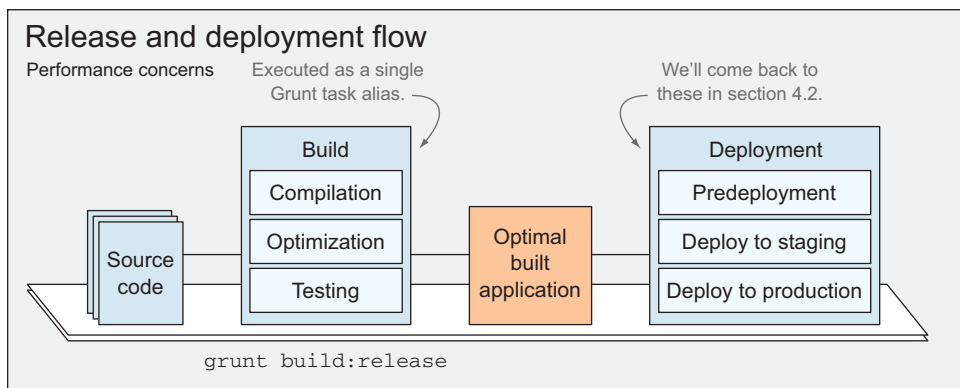 Release and deployment flow
Performance concerns
Executed as a single
Grunt task alias.
We'll come back to
these in section 4.2.
Build
Compilation
Optimization
Testing
Deployment
Predeployment
Deploy to staging
Deploy to production
Source
code
Optimal
built
application
grunt build:release